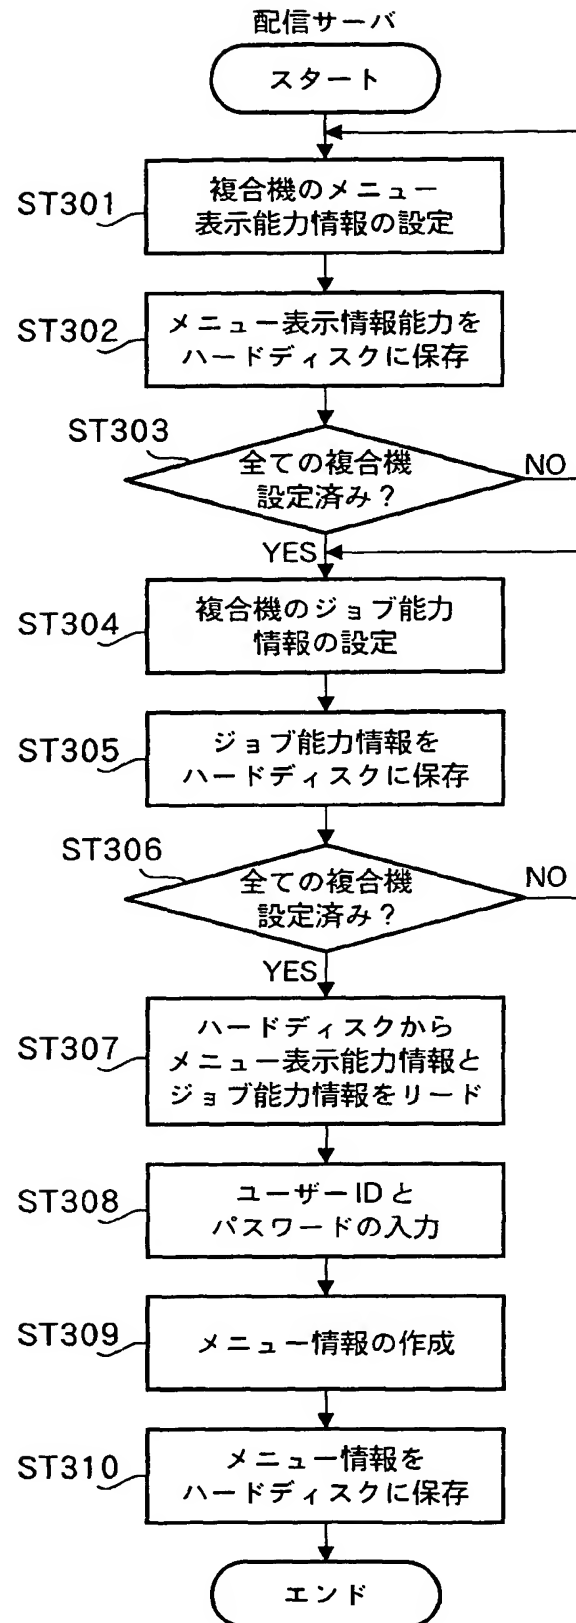 配信サーバ
スタート
ST301
複合機のメニュー
表示能力情報の設定
ST302
メニュー表示情報能力を
ハードディスクに保存
ST303
全ての複合機
設定済み？
NO
YES
ST304
複合機のジョブ能力
情報の設定
ST305
ジョブ能力情報を
ハードディスクに保存
ST306
全ての複合機
設定済み？
NO
YES
ST307
ハードディスクから
メニュー表示能力情報と
ジョブ能力情報をリード
ST308
ユーザーIDと
パスワードの入力
ST309
メニュー情報の作成
ST310
メニュー情報を
ハードディスクに保存
エンド